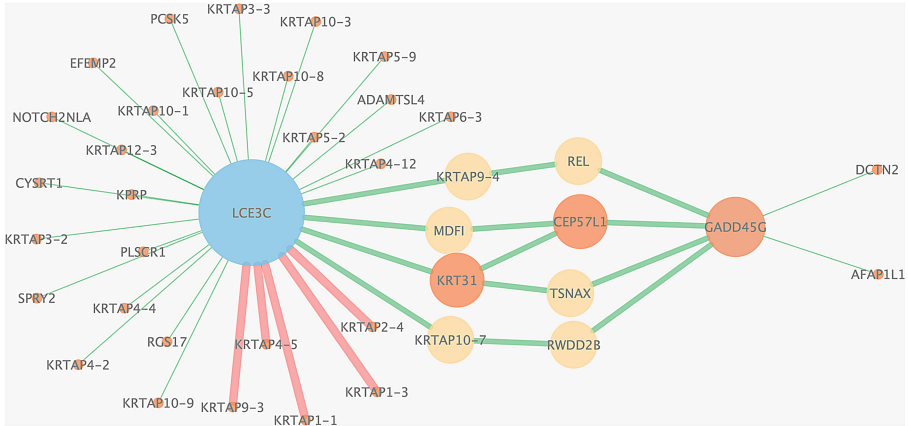 KRTAP3-3
PCSK5
KRTAP10-3
KRTAP5-9
EFEMP2
KRTAP10-8
KRTAP10-5
ADAMTSL4
KRTAP10-1
NOTCH2NLA
KRTAP6-3
KRTAP5-2
KRTAP12-3
KRTAP4-12
REL
DCTN2
KRTAP9-4
CYSRT1
KPRP
LCE3C
CEP57L1
GADD45G
MDFI
KRTAP3-2
PLSCR1
AFAP1L1
KRT31
TSNAX
SPRY2
KRTAP4-4
KRTAP2-4
RGS17
KRTAP4-5
KRTAP10-7
RWDD2B
KRTAP4-2
KRTAP1-3
KRTAP10-9
KRTAP9-3
KRTAP1-1